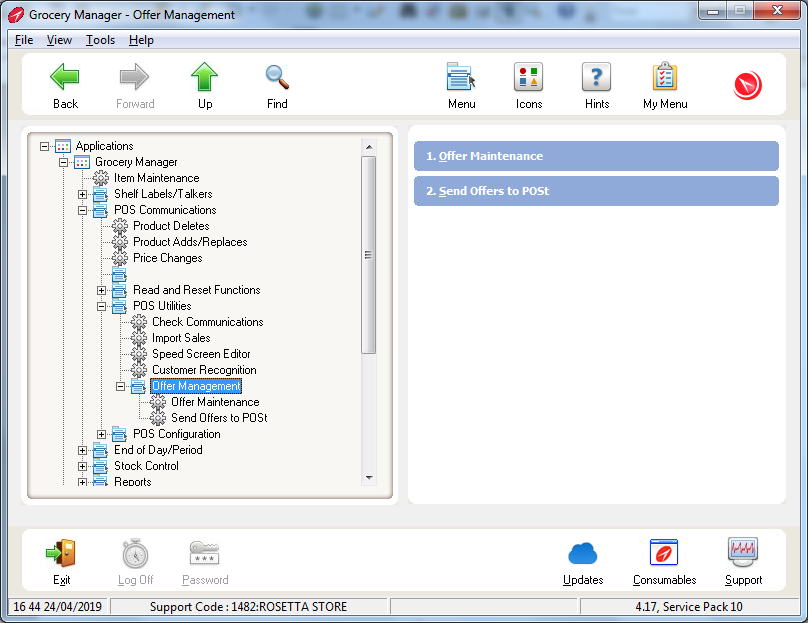 Grocery Manager - Offer Management
File View Tools Help
Back Forward Up Find Menu Icons Hints My Menu
Applications
Grocery Manager
Item Maintenance
Shelf Labels/Talkers
POS Communications
Product Deletes
Product Adds/Replaces
Price Changes
Read and Reset Functions
POS Utilities
Check Communications
Import Sales
Speed Screen Editor
Customer Recognition
Offer Management
Offer Maintenance
Send Offers to POSt
POS Configuration
End of Day/Period
Stock Control
Reports
1. Offer Maintenance
2. Send Offers to POSt
Exit Log Off Password Updates Consumables Support
16 44 24/04/2019 Support Code : 1482:ROSETTA STORE 4.17, Service Pack 10